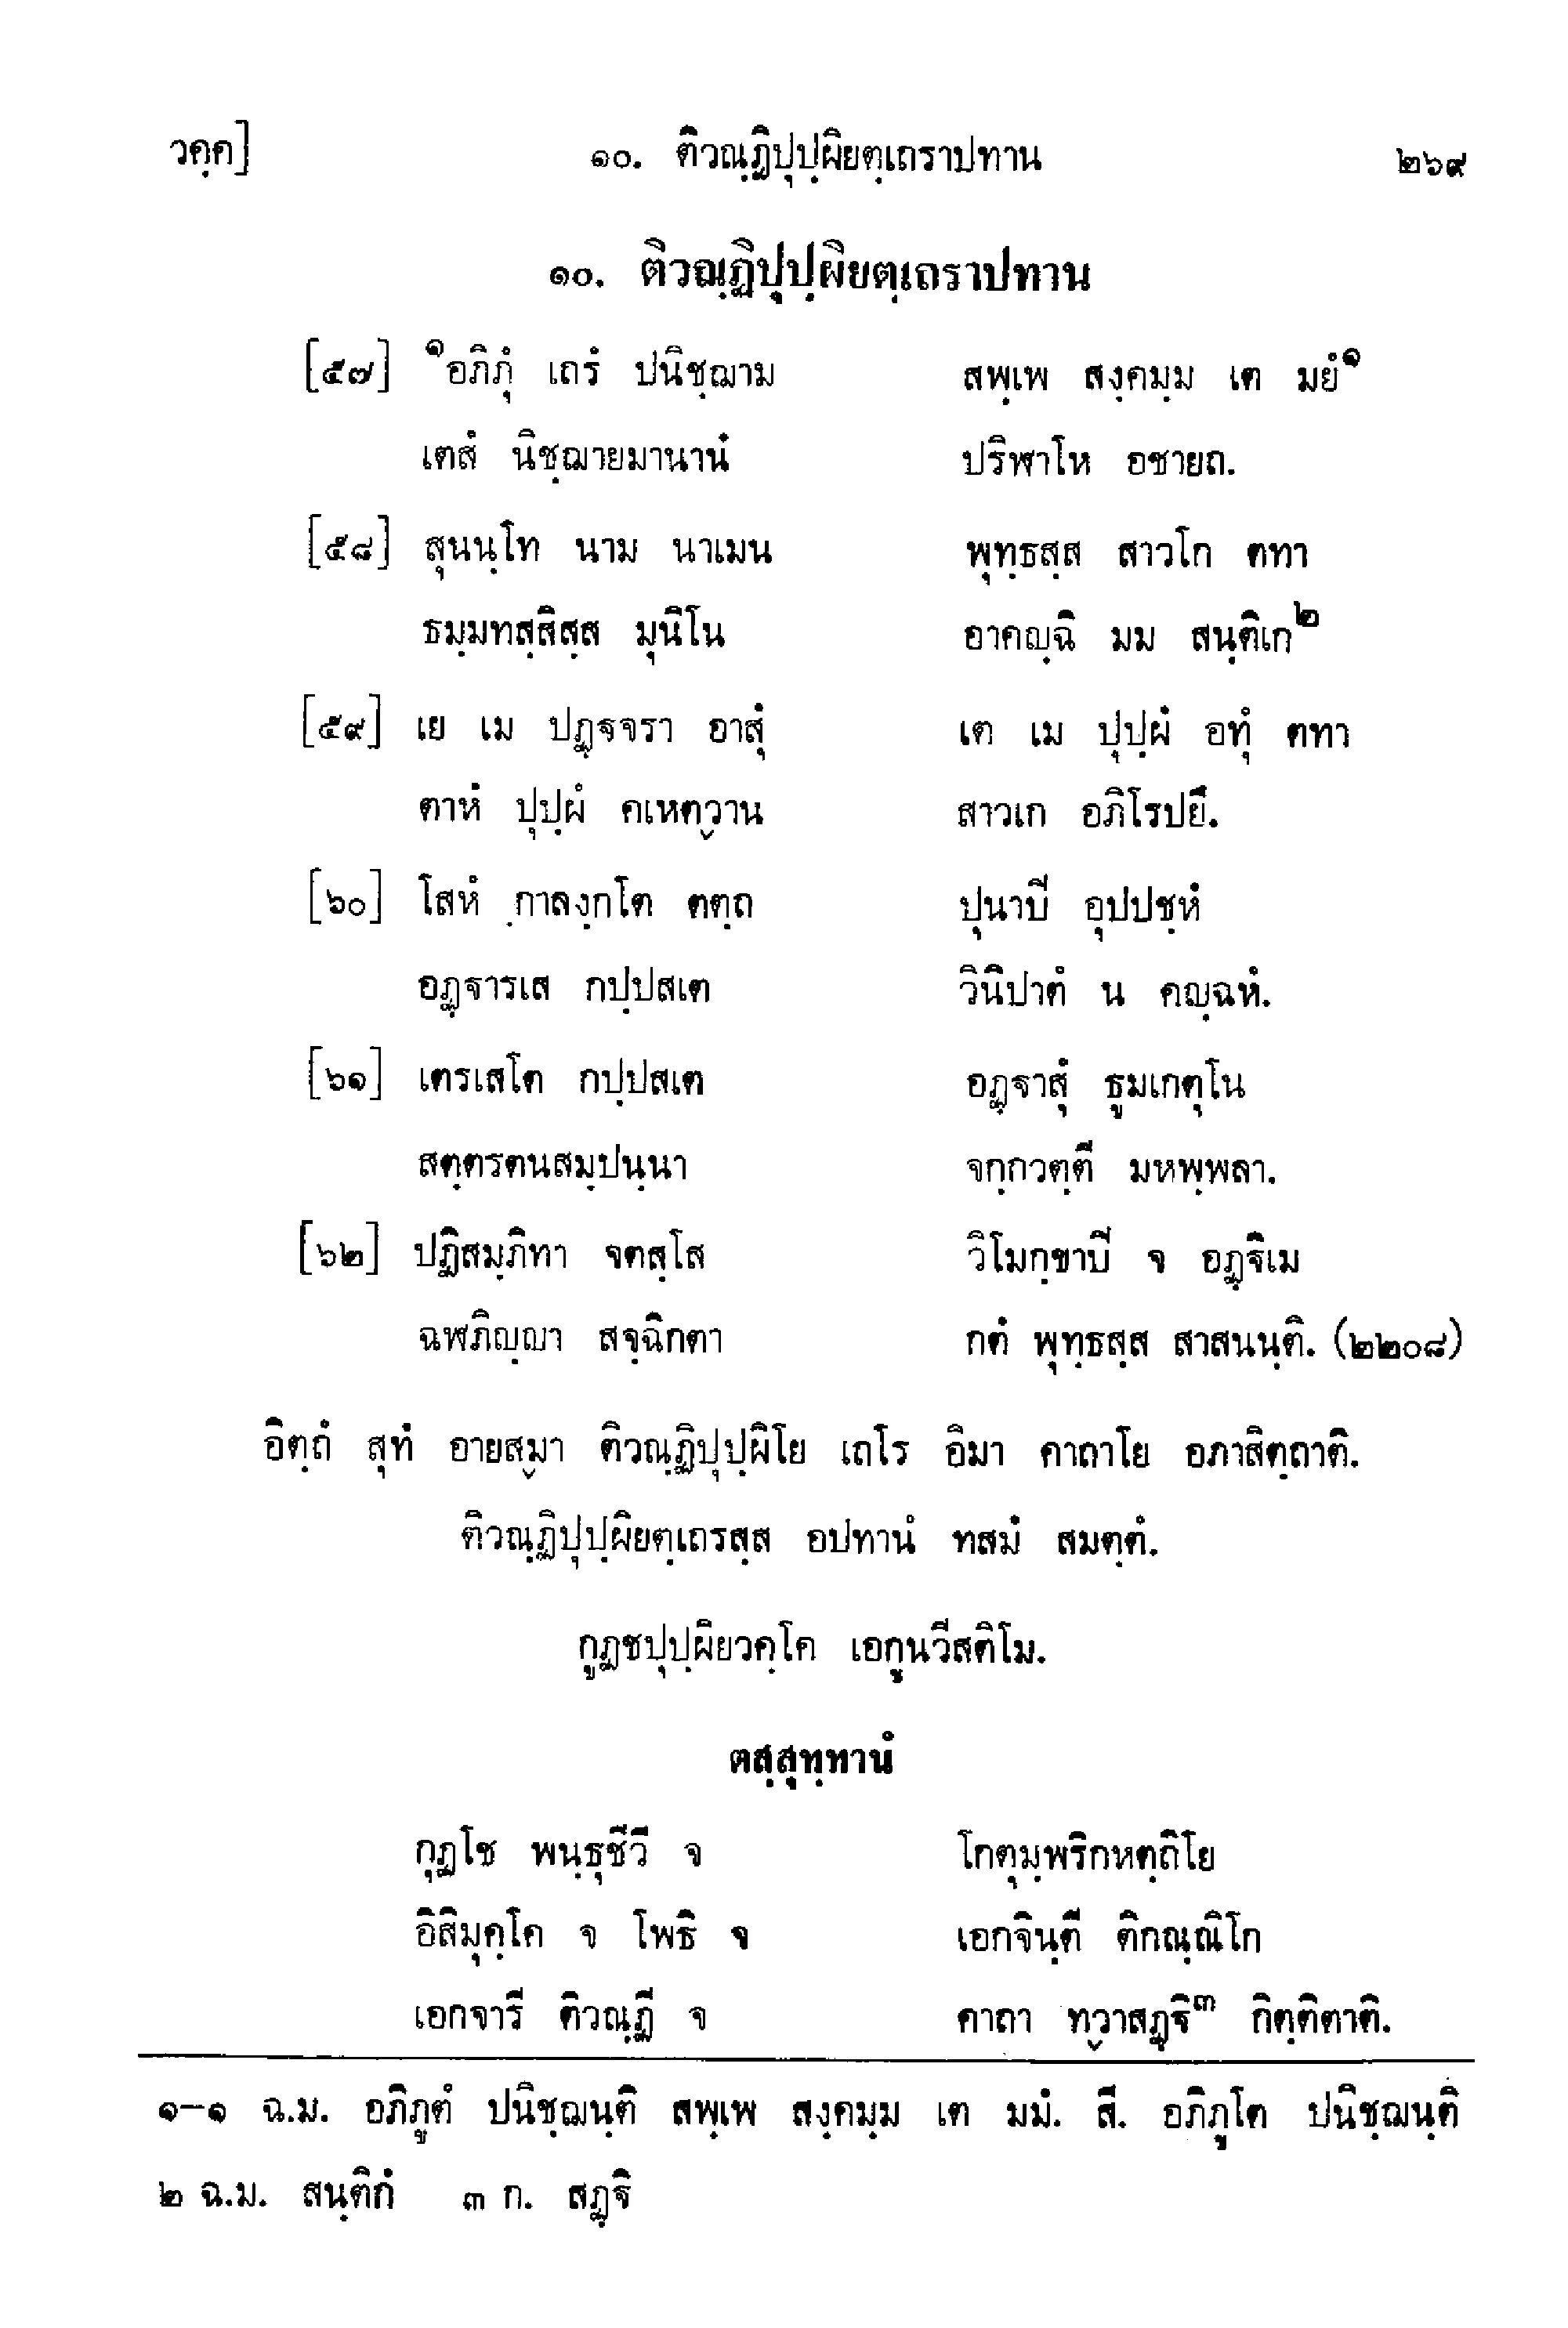 วคฺค] ๑๐. ติวณฺฏิปุปฺผิยตฺเถราปทาน ๒๖๙
๑๐. ติวณฺฏิปุปฺผิยตฺเถราปทาน
[๕๗] ๑อภิภุํ เถรํ ปนิชฺฌาม สพฺเพ สงฺคมฺม เต มยํ๑
เตสํ นิชฺฌายมานานํ ปริฬาโห อชายถ.
[๕๘] สุนนฺโท นาม นาเมน พุทฺธสฺส สาวโก ตทา
ธมฺมทสฺสิสฺส มุนิโน อาคญฺฉิ มม สนฺติเก๒
[๕๙] เย เม ปฏฺฐจรา อาสุํ เต เม ปุปฺผํ อทุํ ตทา
ตาหํ ปุปฺผํ คเหตฺวาน สาวเก อภิโรปยึ.
[๖๐] โสหํ กาลงฺกโต ตตฺถ ปุนาปิ อุปปชฺหํ
อฏฺฐารเส กปฺปสเต วินิปาตํ น คญฺฉหํ.
[๖๑] เตรเสโต กปฺปสเต อฏฺฐาสุํ ธูมเกตุโน
สตฺตรตนสมฺปนฺนา จกฺกวตฺตี มหพฺพลา.
[๖๒] ปฏิสมฺภิทา จตสฺโส วิโมกฺขาปิ จ อฏฺฐิเม
ฉฬภิญฺญา สจฺฉิกตา กตํ พุทฺธสฺส สาสนนฺติ. (๒๒๐๘)
อิตฺถํ สุทํ อายสฺมา ติวณฺฏิปุปฺผิโย เถโร อิมา คาถาโย อภาสิตฺถาติ.
ติวณฺฏิปุปฺผิยตฺเถรสฺส อปทานํ ทสมํ สมตฺตํ.
กูฏชปุปฺผิยวคฺโค เอกูนวีสติโม.
ตสฺสุทฺทานํ
กุฏโช พนฺธุชีวี จ โกตุมฺพริกหตฺถิโย
อิสิมุคฺโค จ โพธิ จ เอกจินฺตี ติกณฺณิโก
เอกจารี ติวณฺฏี จ คาถา ทฺวาสฏฺฐิ๓ กิตฺติตาติ.
๑-๑ ฉ.ม. อภิภูตํ ปนิชฺฌนฺติ สพฺเพ สงฺคมฺม เต มมํ. สี. อภิภูโต ปนิชฺฌนฺติ
๒ ฉ.ม. สนฺติกํ ๓ ก. สฏฺฐิ